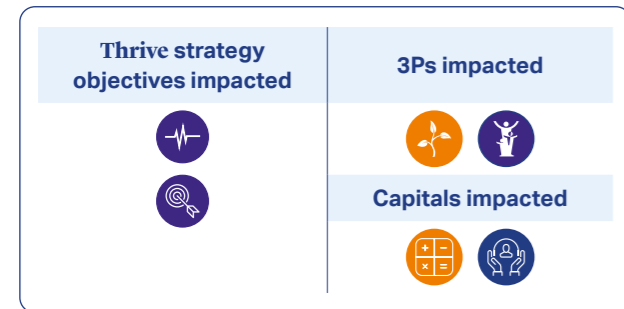 Thrive strategy
objectives impacted
3Ps impacted
Capitals impacted